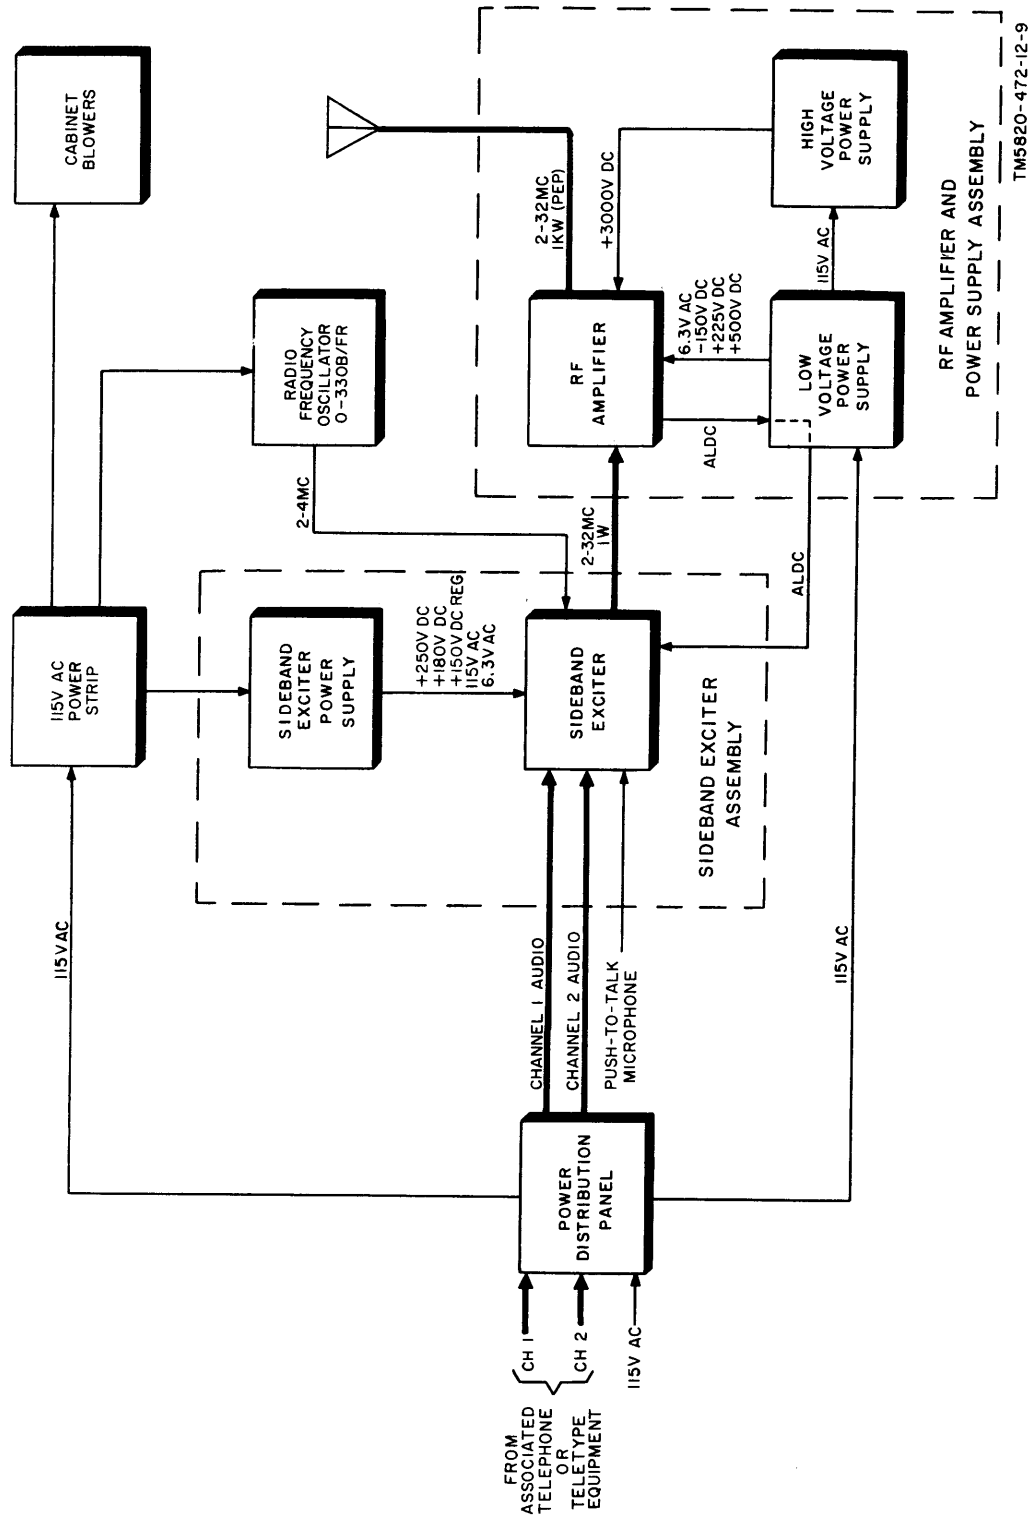 FROM
ASSOCIATED
TELEPHONE
OR
TELETYPE
EQUIPMENT
CH 1
CH 2
115V AC
POWER
DISTRIBUTION
PANEL
115V AC
CHANNEL 1 AUDIO
CHANNEL 2 AUDIO
PUSH-TO-TALK
MICROPHONE
115V AC
115V AC
POWER
STRIP
SIDEBAND
EXCITER
POWER
SUPPLY
+250V DC
+180V DC
+150V DC REG
115V AC
6.3V AC
SIDEBAND
EXCITER
SIDEBAND EXCITER
ASSEMBLY
CABINET
BLOWERS
RADIO
FREQUENCY
OSCILLATOR
O-330B/FR
2-4MC
2-32MC
1W
ALDC
RF
AMPLIFIER
2-32MC
1KW (PEP)
+3000V DC
6.3V AC
-150V DC
+225V DC
+500V DC
ALDC
LOW
VOLTAGE
POWER
SUPPLY
115V AC
HIGH
VOLTAGE
POWER
SUPPLY
RF AMPLIFIER AND
POWER SUPPLY ASSEMBLY
TM5820-472-12-9